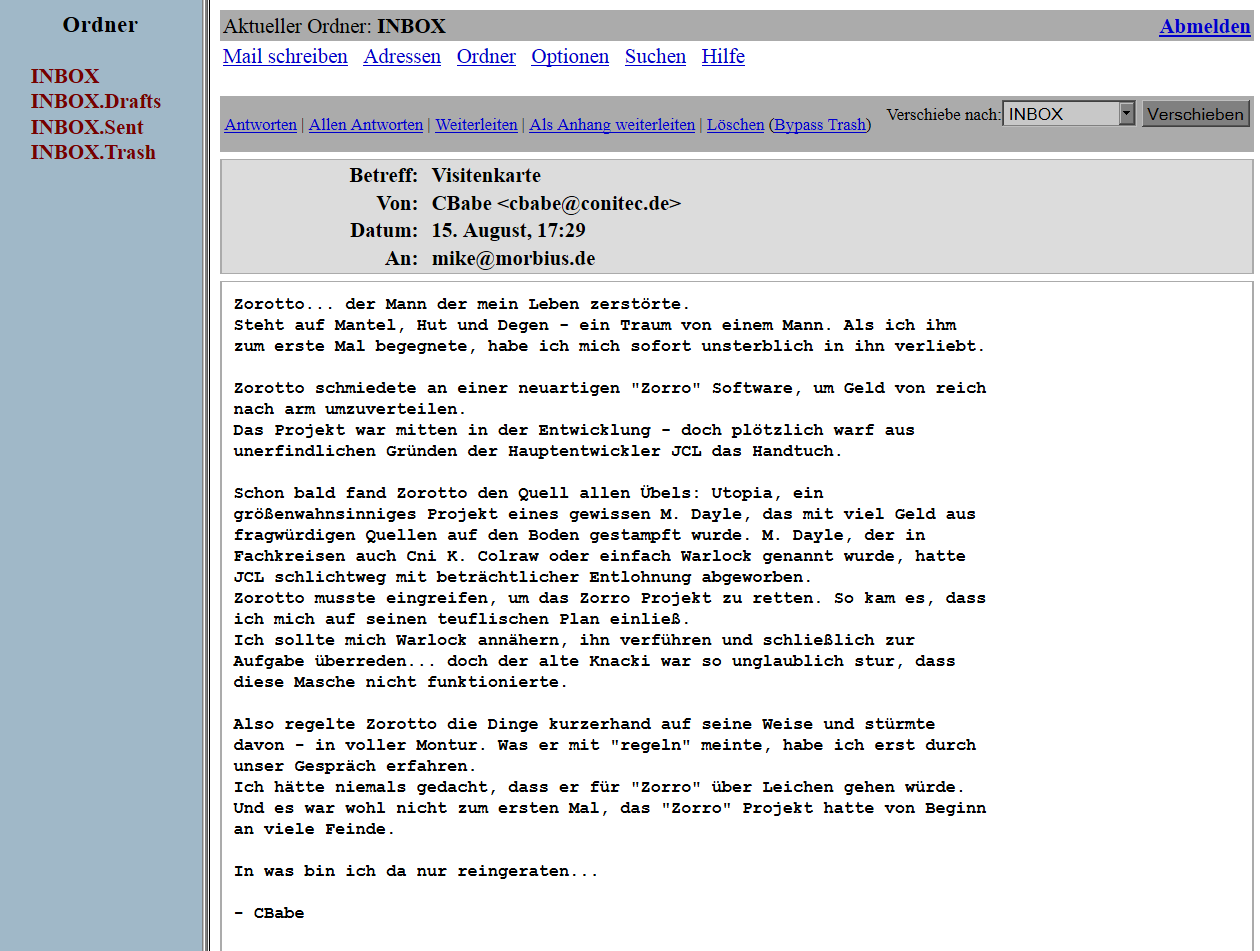 Ordner
INBOX
INBOX.Drafts
INBOX.Sent
INBOX.Trash
Aktueller Ordner: INBOX
Abmelden
Mail schreiben Adressen Ordner Optionen Suchen Hilfe
Antworten | Allen Antworten | Weiterleiten | Als Anhang weiterleiten | Löschen (Bypass Trash) Verschiebe nach: INBOX Verschieben
Betreff: Visitenkarte
Von: CBabe <cbabe@conitec.de>
Datum: 15. August, 17:29
An: mike@morbius.de
Zorotto... der Mann der mein Leben zerstörte.
Steht auf Mantel, Hut und Degen - ein Traum von einem Mann. Als ich ihm
zum erste Mal begegnete, habe ich mich sofort unsterblich in ihn verliebt.
Zorotto schmiedete an einer neuartigen "Zorro" Software, um Geld von reich
nach arm umzuverteilen.
Das Projekt war mitten in der Entwicklung - doch plötzlich warf aus
unerfindlichen Gründen der Hauptentwickler JCL das Handtuch.
Schon bald fand Zorotto den Quell allen Übels: Utopia, ein
größenwahnsinniges Projekt eines gewissen M. Dayle, das mit viel Geld aus
fragwürdigen Quellen auf den Boden gestampft wurde. M. Dayle, der in
Fachkreisen auch Cni K. Colraw oder einfach Warlock genannt wurde, hatte
JCL schlichtweg mit beträchtlicher Entlohnung abgeworben.
Zorotto musste eingreifen, um das Zorro Projekt zu retten. So kam es, dass
ich mich auf seinen teuflischen Plan einließ.
Ich sollte mich Warlock annähern, ihn verführen und schließlich zur
Aufgabe überreden... doch der alte Knacki war so unglaublich stur, dass
diese Masche nicht funktionierte.
Also regelte Zorotto die Dinge kurzerhand auf seine Weise und stürmte
davon - in voller Montur. Was er mit "regeln" meinte, habe ich erst durch
unser Gespräch erfahren.
Ich hätte niemals gedacht, dass er für "Zorro" über Leichen gehen würde.
Und es war wohl nicht zum ersten Mal, das "Zorro" Projekt hatte von Beginn
an viele Feinde.
In was bin ich da nur reingeraten...
- CBabe